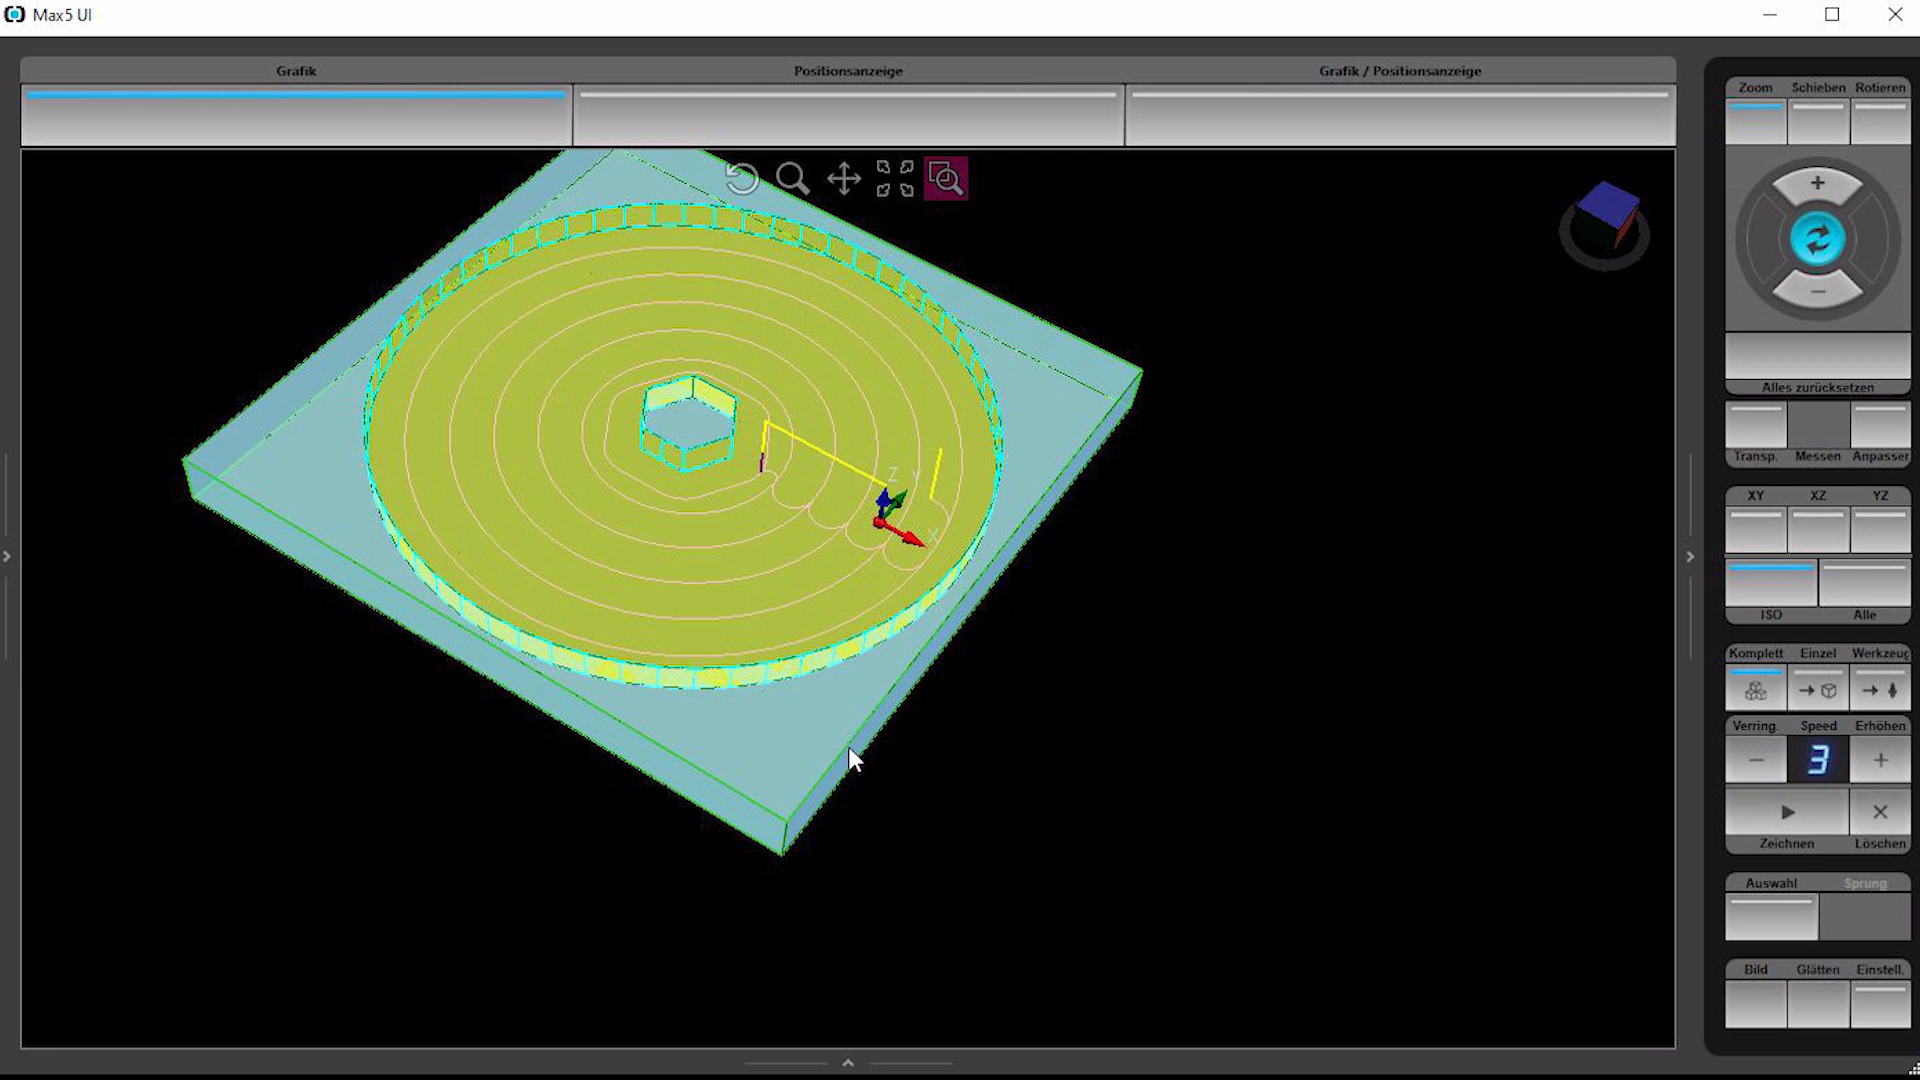 Max5 UI
Grafik
Positionsanzeige
Grafik / Positionsanzeige
Zoom
Schieben
Rotieren
Alles zurücksetzen
Transp.
Messen
Anpassen
XY
XZ
YZ
ISO
Alle
Komplett
Einzel
Werkzeug
Verring.
Speed
Erhöhen
3
Zeichnen
Löschen
Auswahl
Sprung
Bild
Glätten
Einstell.
Z
Y
X